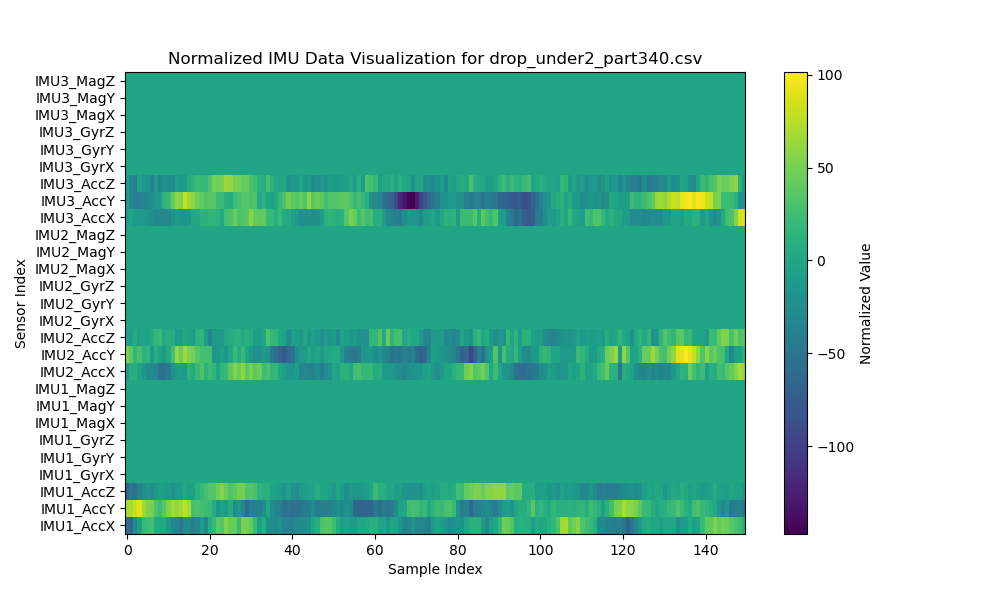 Normalized IMU Data Visualization for drop_under2_part340.csv
IMU3_MagZ
IMU3_MagY
IMU3_MagX
IMU3_GyrZ
IMU3_GyrY
IMU3_GyrX
IMU3_AccZ
IMU3_AccY
IMU3_AccX
IMU2_MagZ
IMU2_MagY
IMU2_MagX
IMU2_GyrZ
IMU2_GyrY
IMU2_GyrX
IMU2_AccZ
IMU2_AccY
IMU2_AccX
IMU1_MagZ
IMU1_MagY
IMU1_MagX
IMU1_GyrZ
IMU1_GyrY
IMU1_GyrX
IMU1_AccZ
IMU1_AccY
IMU1_AccX
Sensor Index
0 20 40 60 80 100 120 140
Sample Index
100
50
0
−50
−100
Normalized Value